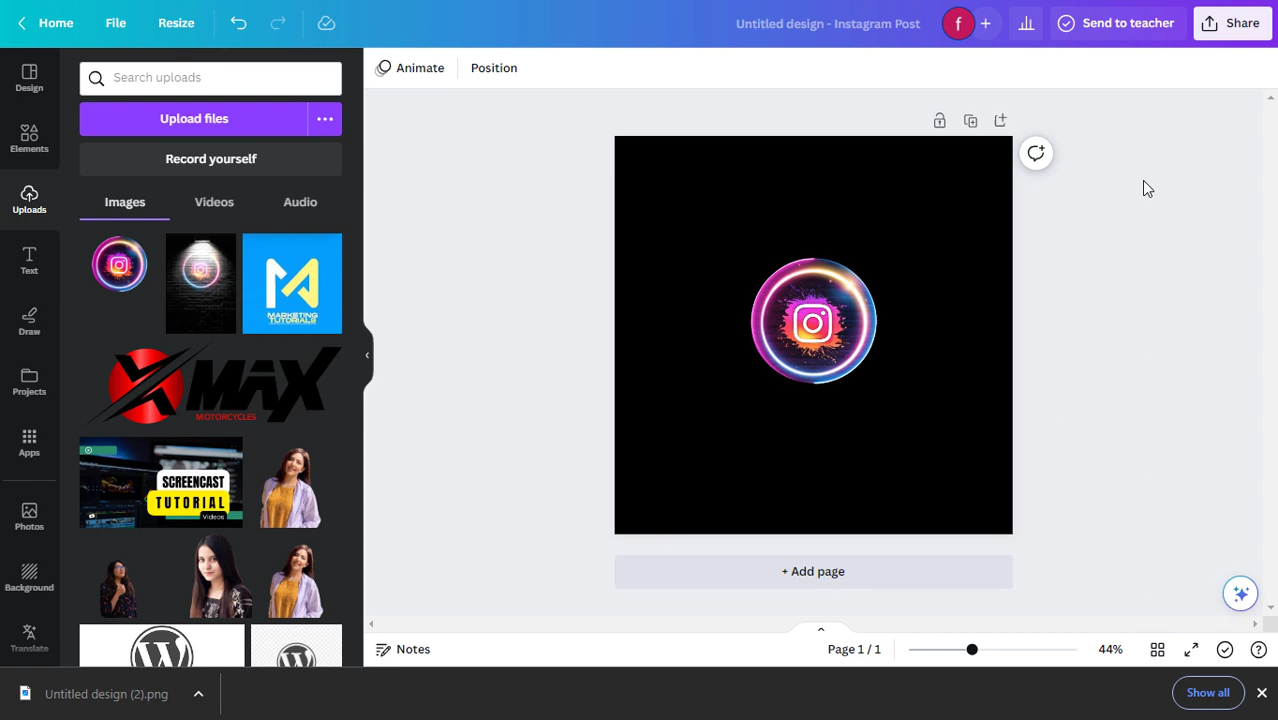 Home
File
Resize
Untitled design - Instagram Post
f
+
Send to teacher
Share
Design
Elements
Uploads
Text
Draw
Projects
Apps
Photos
Background
Translate
Search uploads
Upload files
Record yourself
Images
Videos
Audio
MARKETING
TUTORIALS
XMAX
MOTORCYCLES
SCREENCAST
TUTORIAL
Videos
Animate
Position
+ Add page
Notes
Page 1 / 1
44%
Untitled design (2).png
Show all